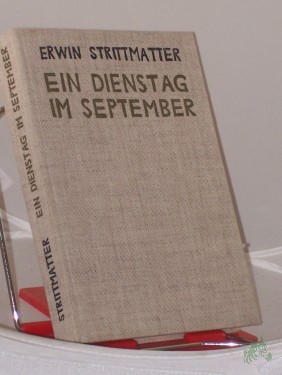 ERWIN STRITTMATTER
EIN DIENSTAG
IM SEPTEMBER
STRITTMATTER EIN DIENSTAG IM SEPTEMBER